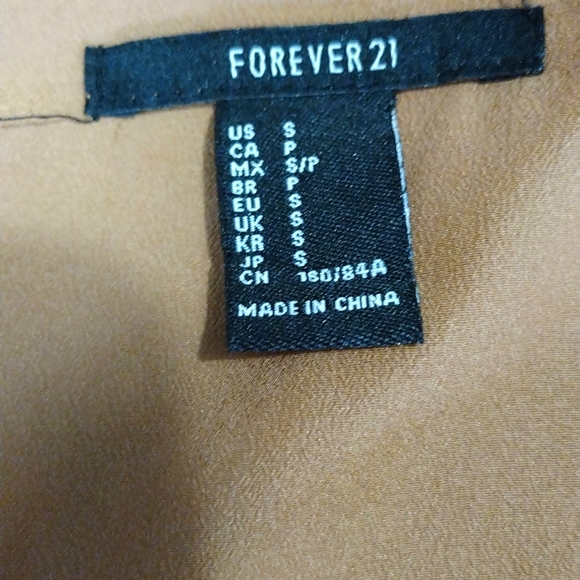 FOREVER 21
US S
CA P
MX S/P
BR P
EU S
UK S
KR S
JP S
CN 160/84A
MADE IN CHINA